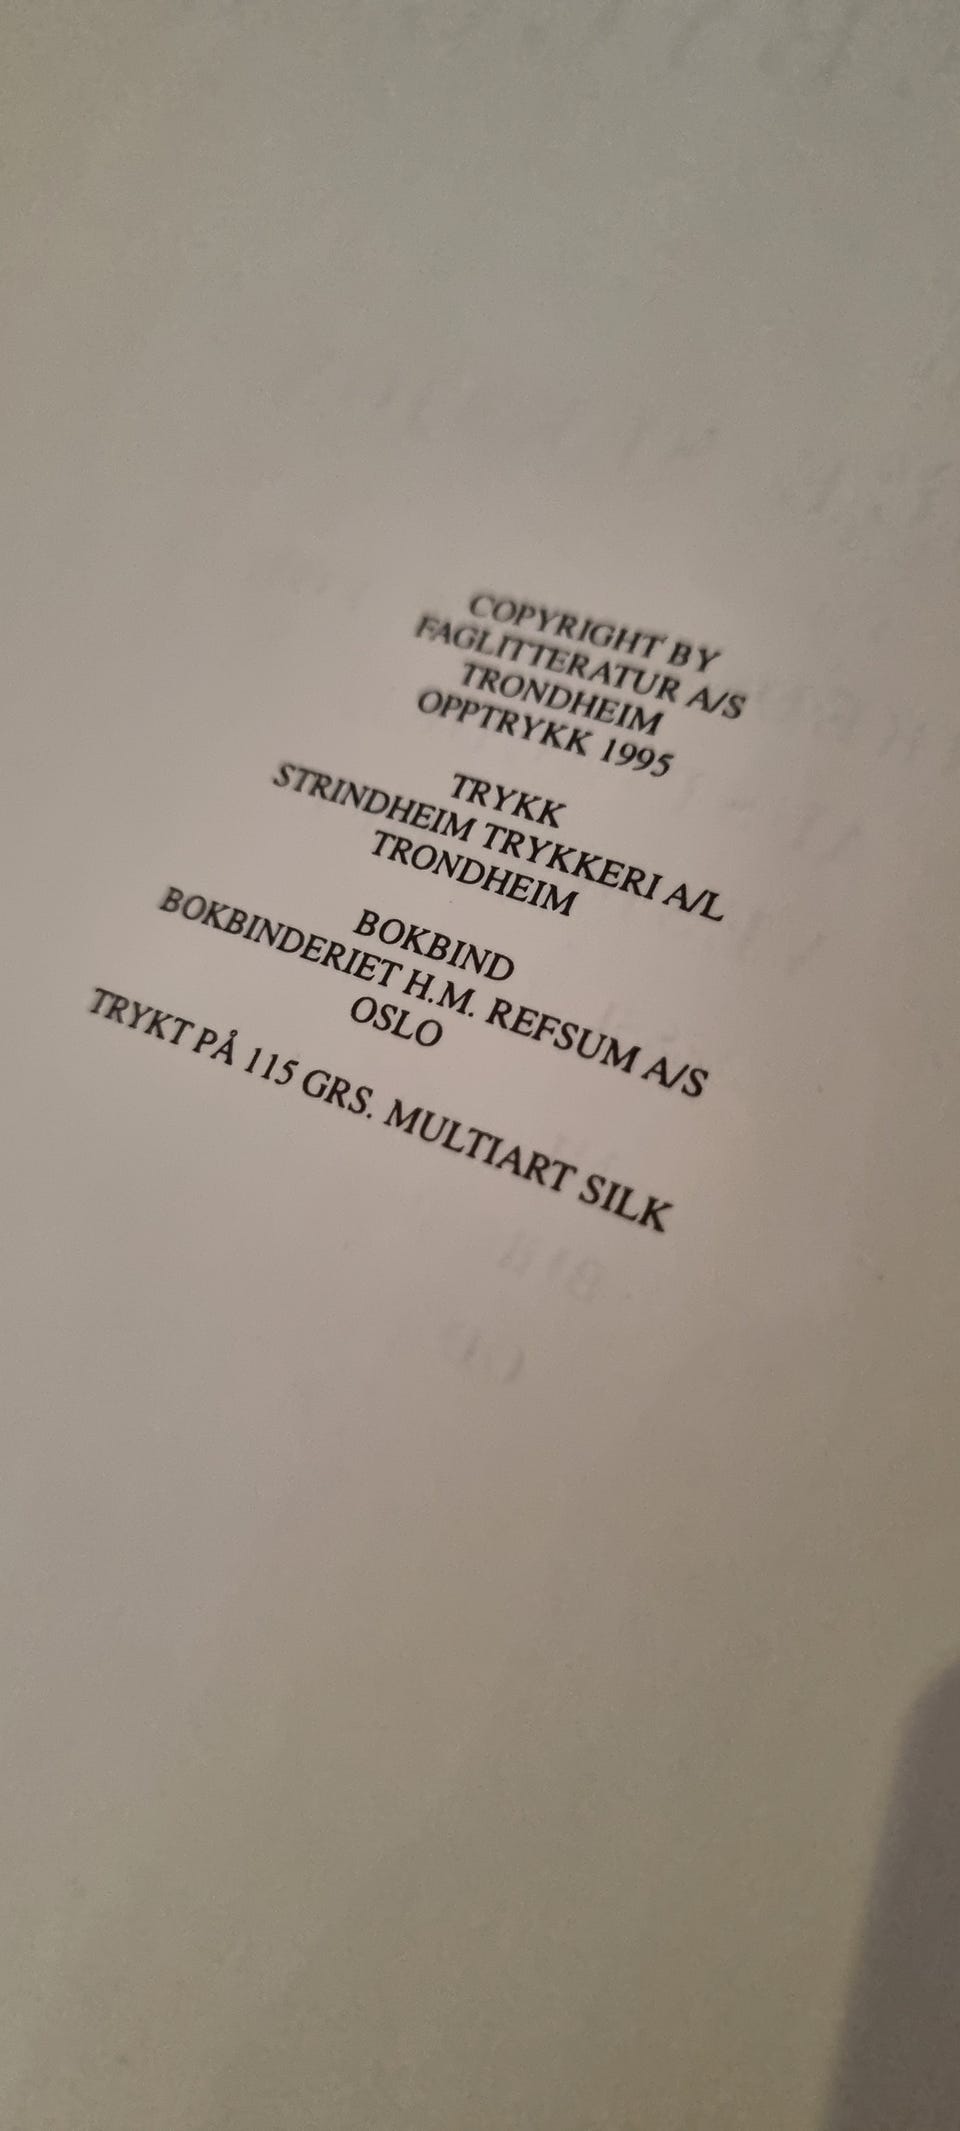 COPYRIGHT BY
FAGLITTERATUR A/S
TRONDHEIM
OPPTRYKK 1995
TRYKK
STRINDHEIM TRYKKERI A/L
TRONDHEIM
BOKBIND
BOKBINDERIET H.M. REFSUM A/S
OSLO
TRYKT PÅ 115 GRS. MULTIART SILK